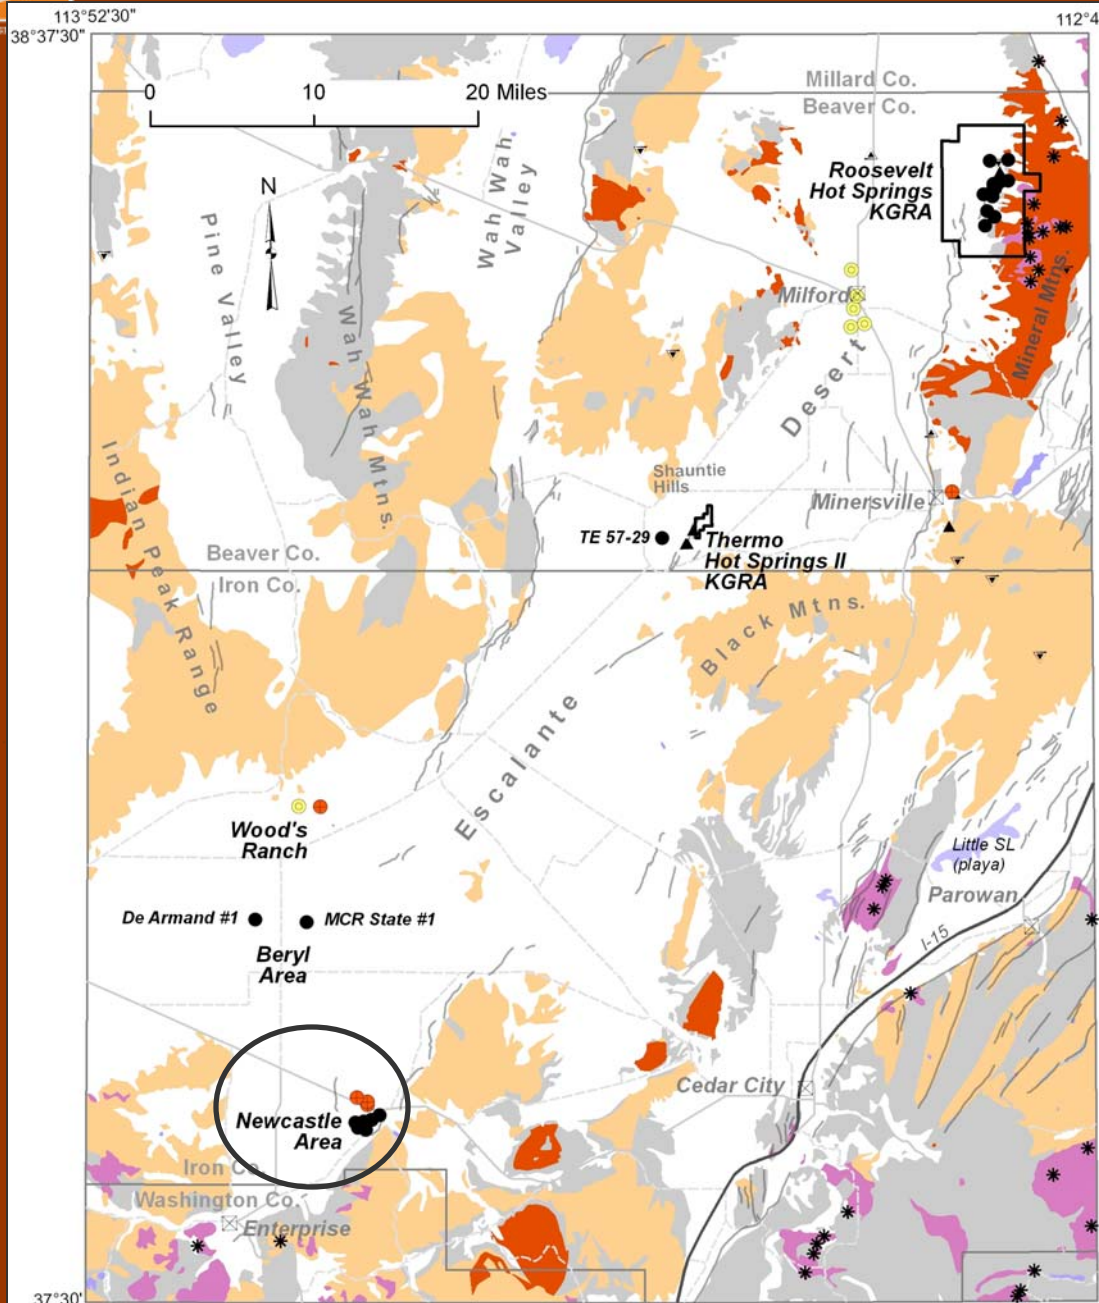 113°52'30"
112°4
38°37'30"
0 10 20 Miles
Millard Co.
Beaver Co.
N
Pine Valley
Wah Wah
Valley
Wah Wah Mtns.
Roosevelt
Hot Springs
KGRA
Milford
Mineral Mtns.
Desert
Indian Peak Range
Shauntie
Hills
Minersville
TE 57-29
Thermo
Hot Springs II
KGRA
Beaver Co.
Iron Co.
Black Mtns.
Escalante
Wood's
Ranch
Little SL
(playa)
Parowan
De Armand #1
MCR State #1
I-15
Beryl
Area
Cedar City
Newcastle
Area
Iron Co.
Washington Co.
Enterprise
37°30'